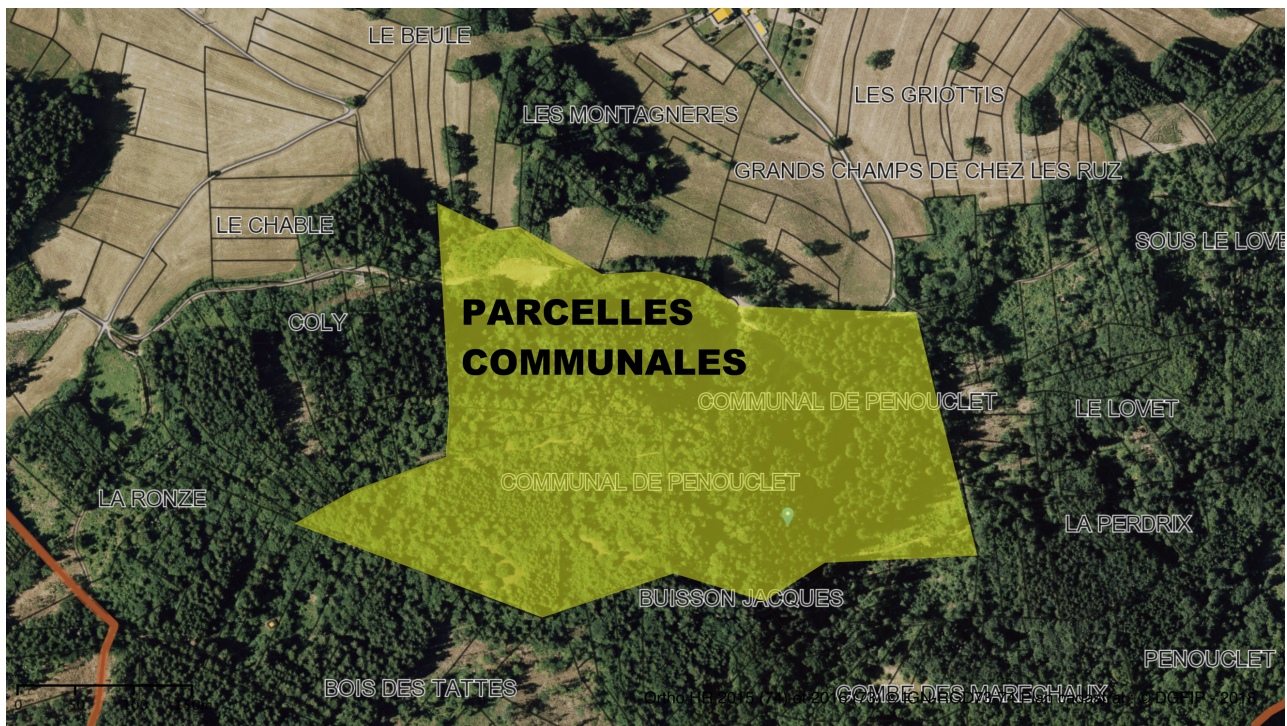 LE BEULE
LES GRIOTTIS
LES MONTAGNERES
GRANDS CHAMPS DE CHEZ LES RUZ
LE CHABLE
SOUS LE LOVE
PARCELLES
COMMUNALES
COLY
COMMUNAL DE PENOUCLET
LE LOVET
COMMUNAL DE PENOUCLET
LA RONZE
LA PERDRIX
BUISSON JACQUES
PENOUCLET
BOIS DES TATTES
COMBE DES MARECHAUX
0